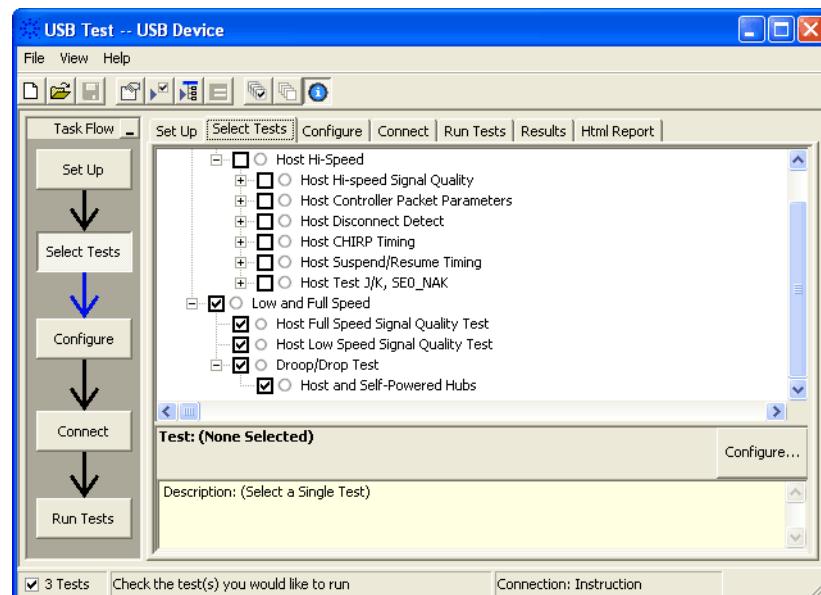 USB Test -- USB Device
File View Help
Task Flow
Set Up
Select Tests
Configure
Connect
Run Tests
Set Up Select Tests Configure Connect Run Tests Results Html Report
Host Hi-Speed
Host Hi-speed Signal Quality
Host Controller Packet Parameters
Host Disconnect Detect
Host CHIRP Timing
Host Suspend/Resume Timing
Host Test J/K, SE0_NAK
Low and Full Speed
Host Full Speed Signal Quality Test
Host Low Speed Signal Quality Test
Droop/Drop Test
Host and Self-Powered Hubs
Test: (None Selected)
Configure...
Description: (Select a Single Test)
3 Tests Check the test(s) you would like to run Connection: Instruction